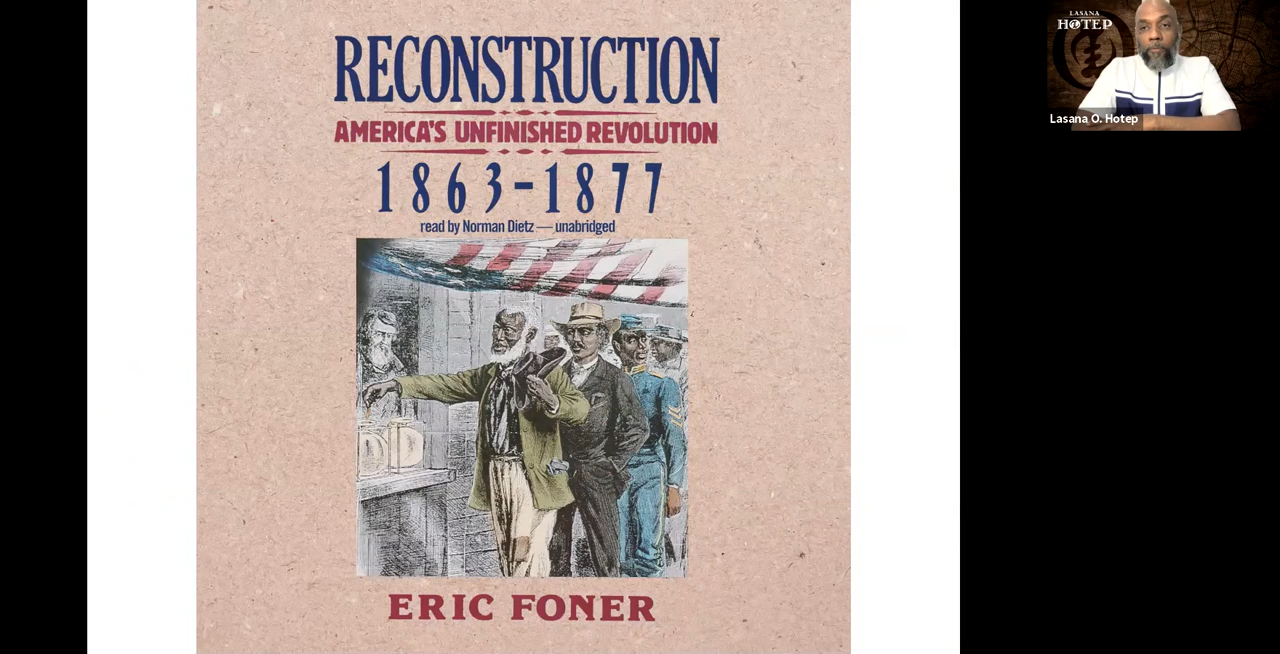 RECONSTRUCTION
AMERICA'S UNFINISHED REVOLUTION
1863-1877
read by Norman Dietz — unabridged
ERIC FONER
LASANA
HOTEP
Lasana O. Hotep